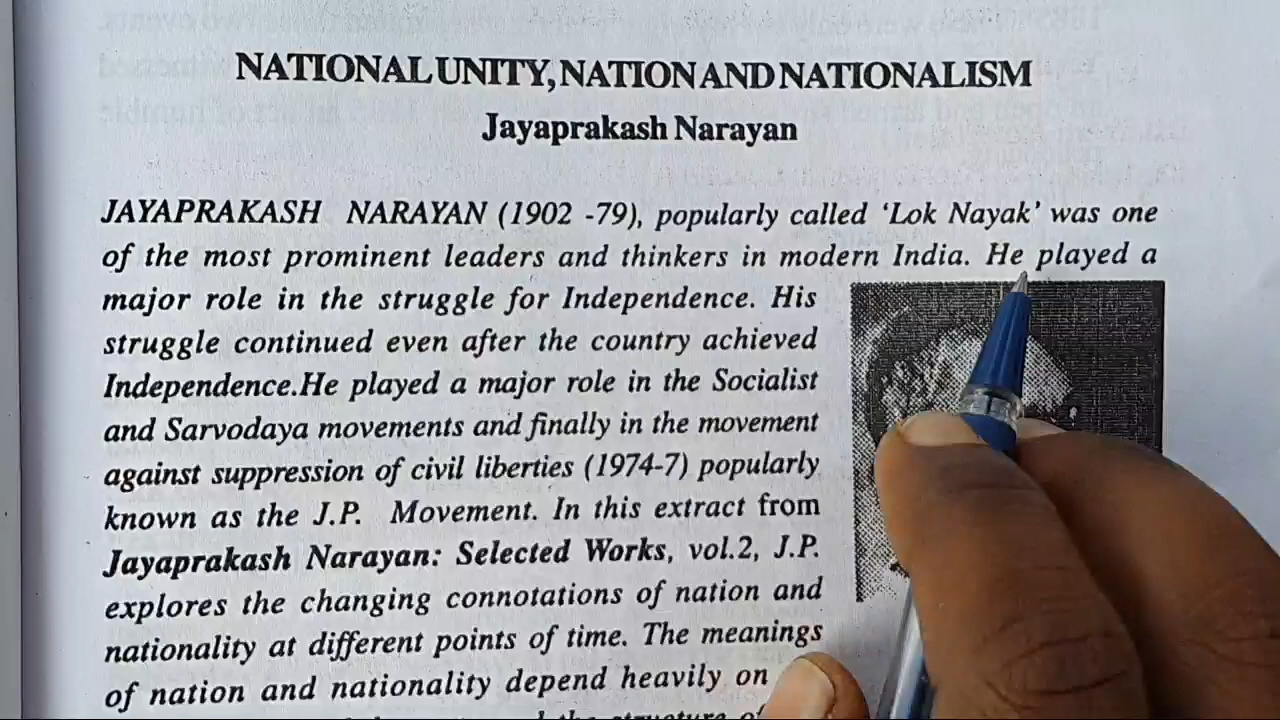 NATIONAL UNITY, NATION AND NATIONALISM
Jayaprakash Narayan
JAYAPRAKASH NARAYAN (1902 -79), popularly called ‘Lok Nayak’ was one
of the most prominent leaders and thinkers in modern India. He played a
major role in the struggle for Independence. His
struggle continued even after the country achieved
Independence.He played a major role in the Socialist
and Sarvodaya movements and finally in the movement
against suppression of civil liberties (1974-7) popularly
known as the J.P. Movement. In this extract from
Jayaprakash Narayan: Selected Works, vol.2, J.P.
explores the changing connotations of nation and
nationality at different points of time. The meanings
of nation and nationality depend heavily on
the structure of